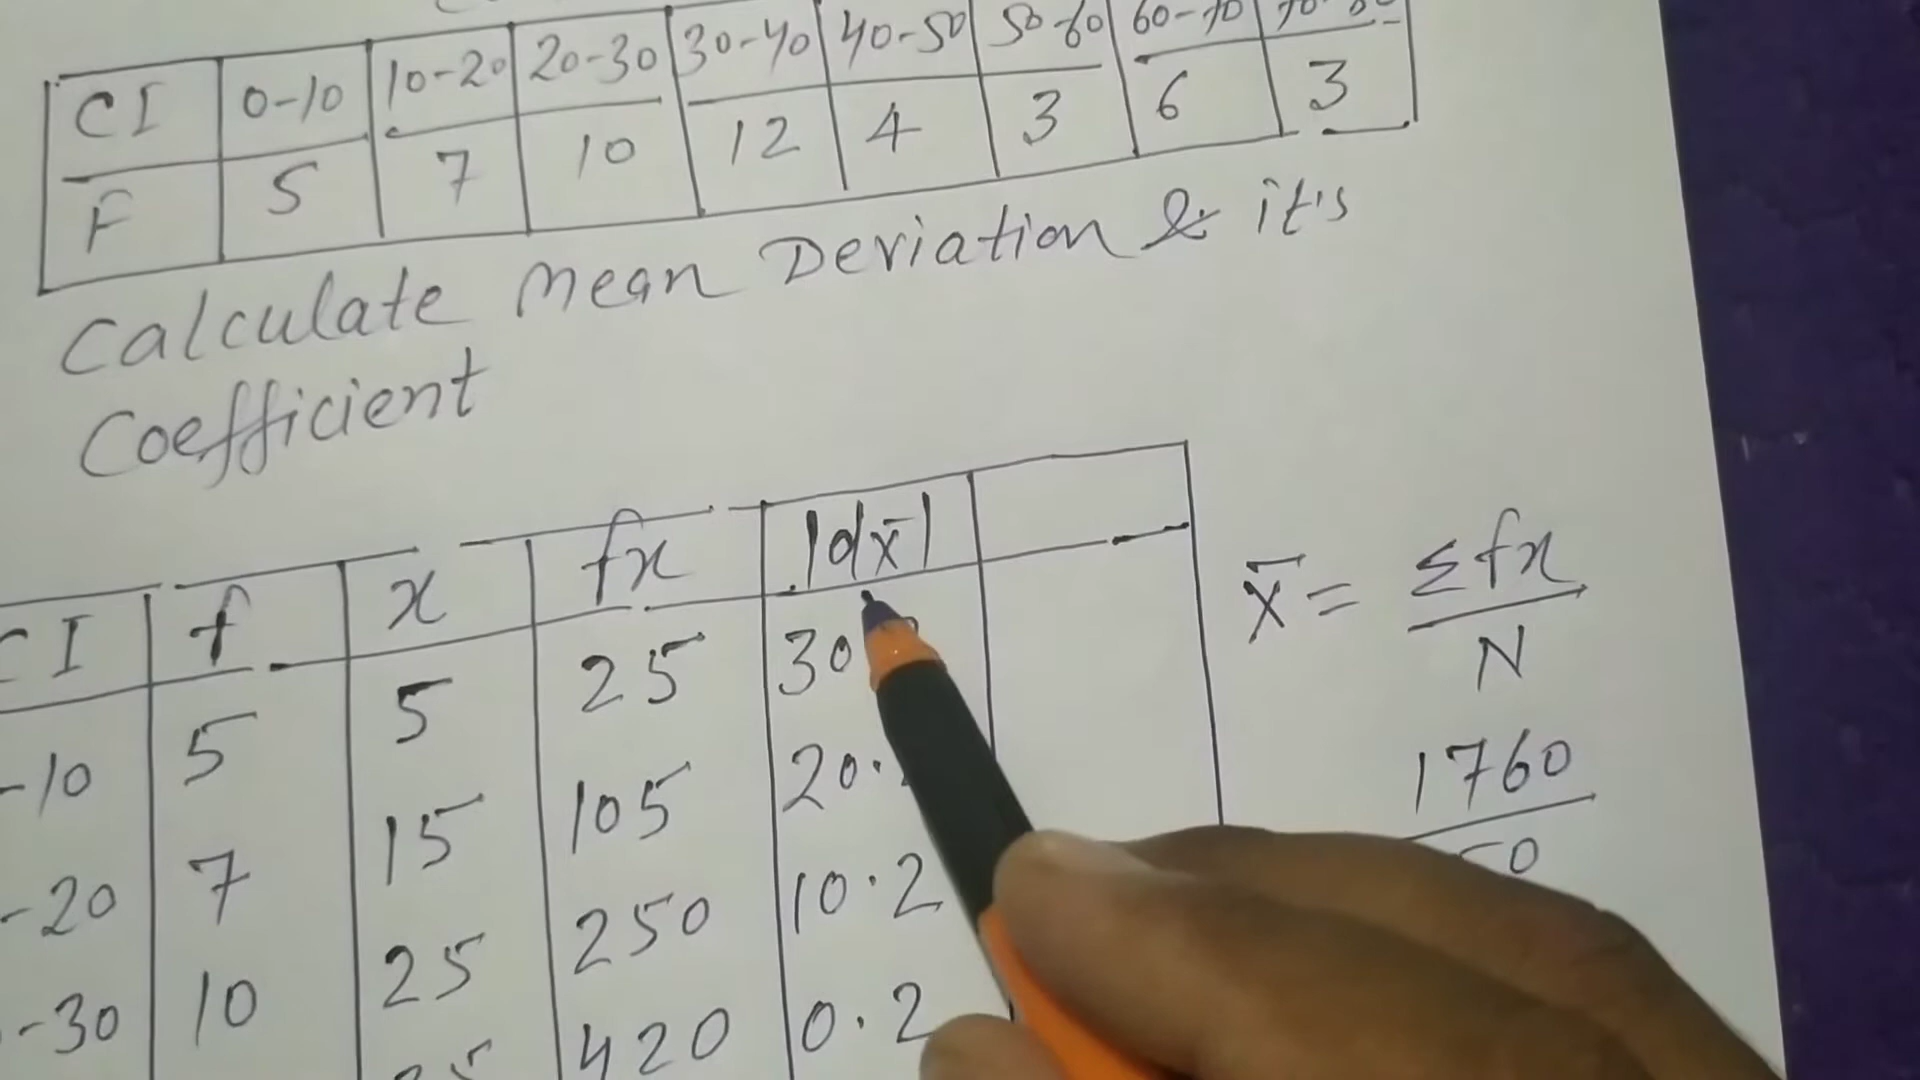 CI 0-10 10-20 20-30 30-40 40-50 50-60 60-70
F 5 7 10 12 4 3 6 3
Calculate Mean Deviation & it's
Coefficient
CI f x fx |dx̄|
-10 5 5 25 30
-20 7 15 105 20.
-30 10 25 250 10.2
420 0.2
x̄ = Σfx
N
1760
50